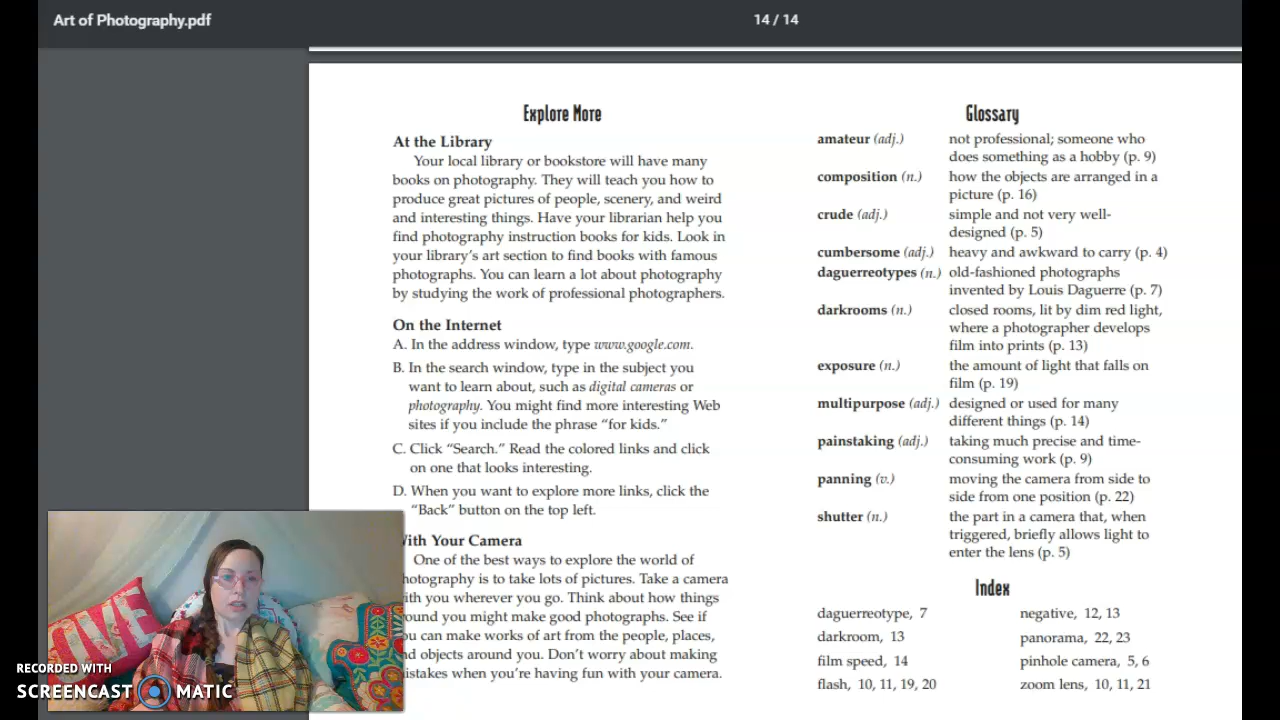 Art of Photography.pdf
14 / 14
Explore More
At the Library
Your local library or bookstore will have many
books on photography. They will teach you how to
produce great pictures of people, scenery, and weird
and interesting things. Have your librarian help you
find photography instruction books for kids. Look in
your library's art section to find books with famous
photographs. You can learn a lot about photography
by studying the work of professional photographers.
On the Internet
A. In the address window, type www.google.com.
B. In the search window, type in the subject you
want to learn about, such as digital cameras or
photography. You might find more interesting Web
sites if you include the phrase “for kids.”
C. Click “Search.” Read the colored links and click
on one that looks interesting.
D. When you want to explore more links, click the
“Back” button on the top left.
With Your Camera
One of the best ways to explore the world of
photography is to take lots of pictures. Take a camera
with you wherever you go. Think about how things
around you might make good photographs. See if
you can make works of art from the people, places,
and objects around you. Don't worry about making
mistakes when you're having fun with your camera.
Glossary
amateur (adj.) not professional; someone who
does something as a hobby (p. 9)
composition (n.) how the objects are arranged in a
picture (p. 16)
crude (adj.) simple and not very well-
designed (p. 5)
cumbersome (adj.) heavy and awkward to carry (p. 4)
daguerreotypes (n.) old-fashioned photographs
invented by Louis Daguerre (p. 7)
darkrooms (n.) closed rooms, lit by dim red light,
where a photographer develops
film into prints (p. 13)
exposure (n.) the amount of light that falls on
film (p. 19)
multipurpose (adj.) designed or used for many
different things (p. 14)
painstaking (adj.) taking much precise and time-
consuming work (p. 9)
panning (v.) moving the camera from side to
side from one position (p. 22)
shutter (n.) the part in a camera that, when
triggered, briefly allows light to
enter the lens (p. 5)
Index
daguerreotype, 7
darkroom, 13
film speed, 14
flash, 10, 11, 19, 20
negative, 12, 13
panorama, 22, 23
pinhole camera, 5, 6
zoom lens, 10, 11, 21
LOVE
RECORDED WITH
SCREENCAST MATIC